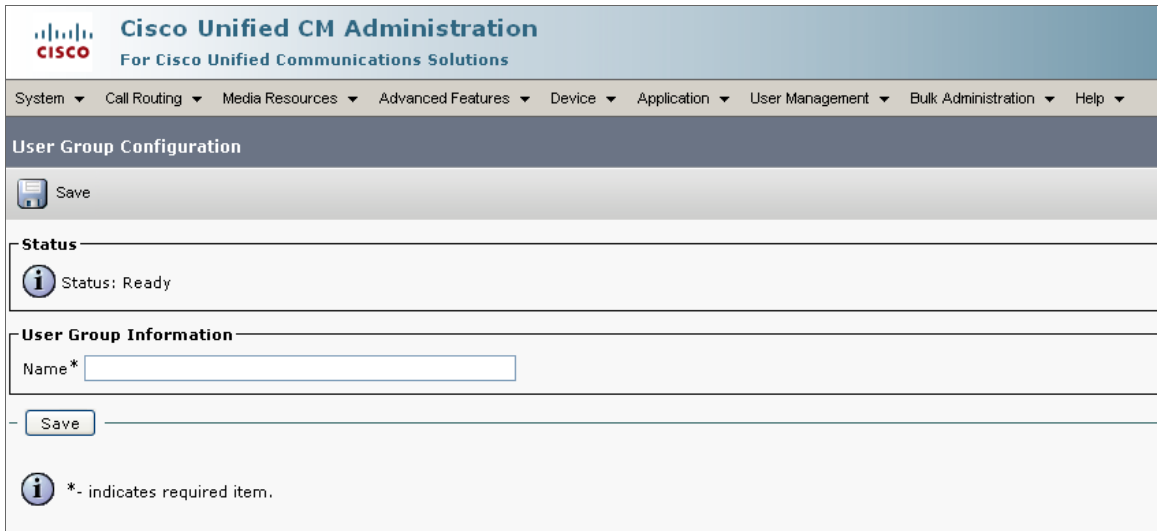 CISCO
Cisco Unified CM Administration
For Cisco Unified Communications Solutions
System Call Routing Media Resources Advanced Features Device Application User Management Bulk Administration Help
User Group Configuration
Save
Status
Status: Ready
User Group Information
Name*
Save
*- indicates required item.